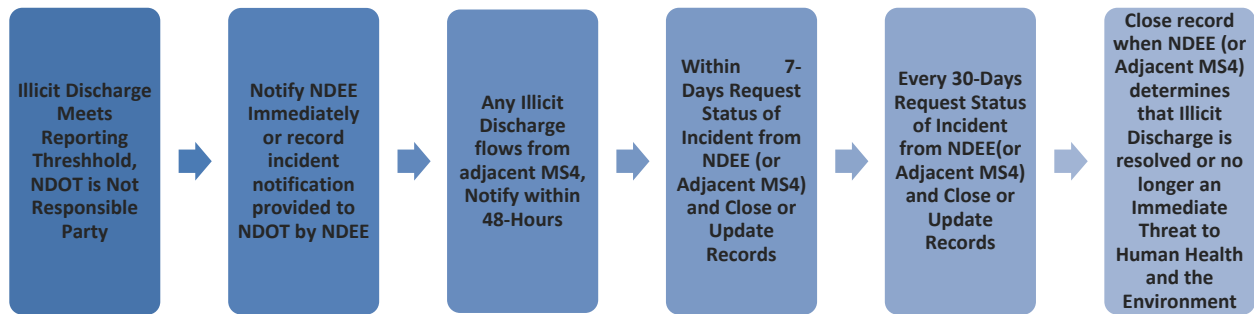 Illicit Discharge
Meets
Reporting
Threshhold,
NDOT is Not
Responsible
Party
Notify NDEE
Immediately
or record
incident
notification
provided to
NDOT by NDEE
Any Illicit
Discharge
flows from
adjacent MS4,
Notify within
48-Hours
Within 7-
Days Request
Status of
Incident from
NDEE (or
Adjacent MS4)
and Close or
Update
Records
Every 30-Days
Request Status
of Incident
from NDEE(or
Adjacent MS4)
and Close or
Update
Records
Close record
when NDEE (or
Adjacent MS4)
determines
that Illicit
Discharge is
resolved or no
longer an
Immediate
Threat to
Human Health
and the
Environment